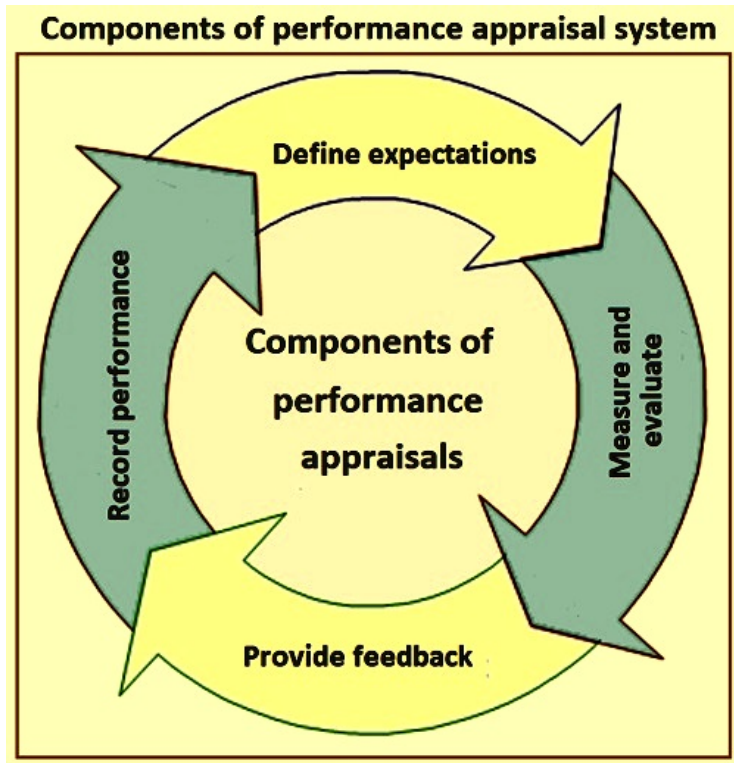 Components of performance appraisal system
Define expectations
Measure and
evaluate
Provide feedback
Record performance
Components of
performance
appraisals